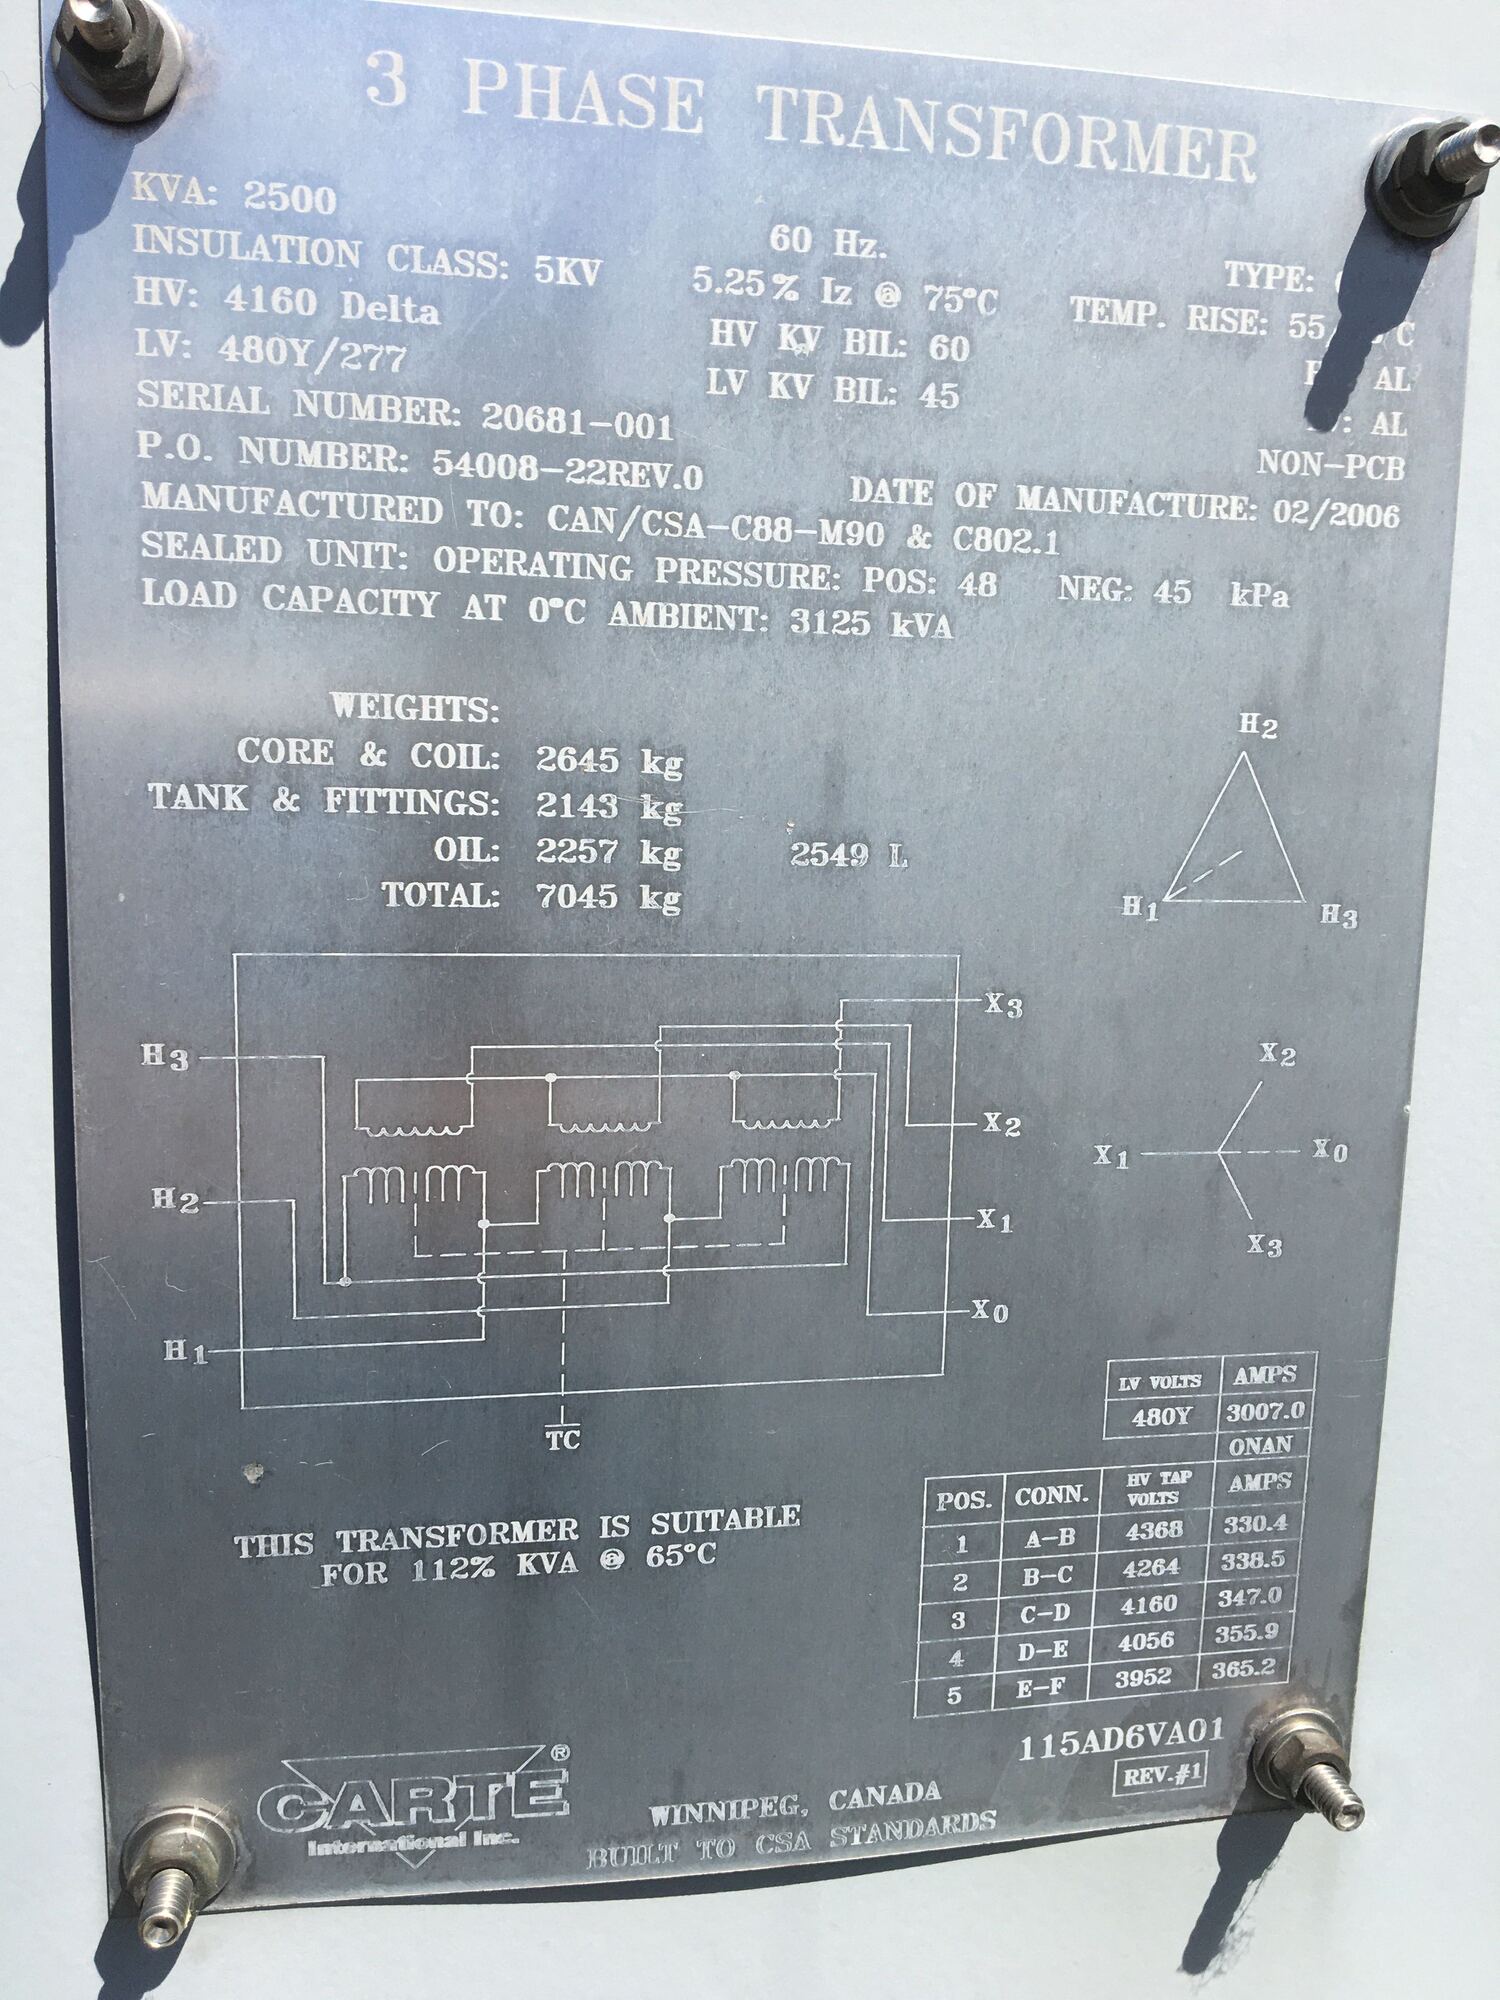 3 PHASE TRANSFORMER
KVA: 2500
60 Hz.
TYPE:
INSULATION CLASS: 5KV
5.25% Iz @ 75°C
TEMP. RISE: 55
C
HV: 4160 Delta
HV KV BIL: 60
AL
LV: 480Y/277
LV KV BIL: 45
: AL
SERIAL NUMBER: 20681-001
NON-PCB
P.O. NUMBER: 54008-22REV.0
DATE OF MANUFACTURE: 02/2006
MANUFACTURED TO: CAN/CSA-C88-M90 & C802.1
SEALED UNIT: OPERATING PRESSURE: POS: 48 NEG: 45 kPa
LOAD CAPACITY AT 0°C AMBIENT: 3125 kVA
WEIGHTS:
CORE & COIL: 2645 kg
TANK & FITTINGS: 2143 kg
OIL: 2257 kg 2549 L
TOTAL: 7045 kg
H2
H1
H3
H3
H2
H1
X3
X2
X1
X0
TC
X2
X1
X0
X3
LV VOLTS AMPS
480Y 3007.0
ONAN
POS. CONN. HV TAP VOLTS AMPS
1 A-B 4368 330.4
2 B-C 4264 338.5
3 C-D 4160 347.0
4 D-E 4056 355.9
5 E-F 3952 365.2
THIS TRANSFORMER IS SUITABLE
FOR 112% KVA @ 65°C
115AD6VA01
REV.#1
CARTE®
International Inc.
WINNIPEG, CANADA
BUILT TO CSA STANDARDS